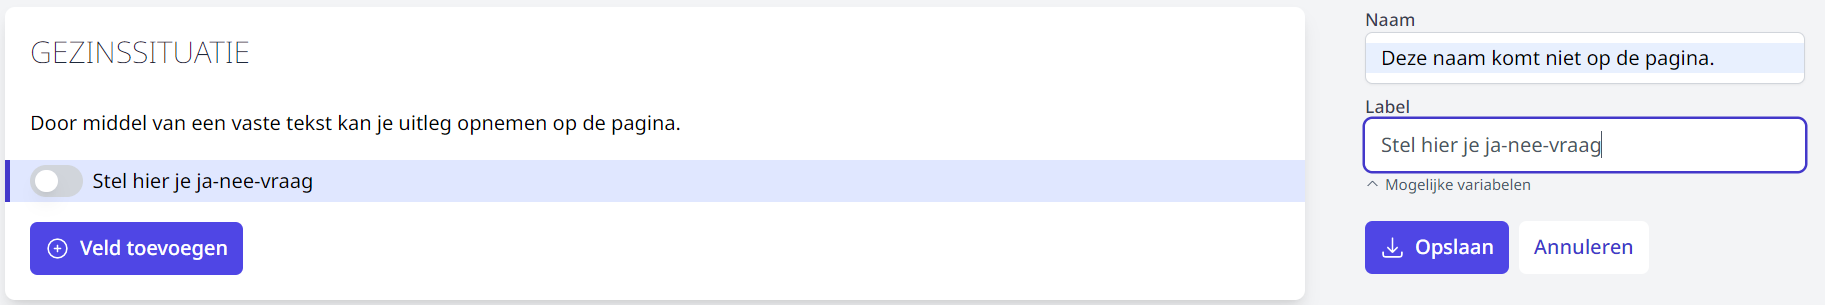 GEZINSSITUATIE
Door middel van een vaste tekst kan je uitleg opnemen op de pagina.
Stel hier je ja-nee-vraag
Veld toevoegen
Naam
Deze naam komt niet op de pagina.
Label
Stel hier je ja-nee-vraag
Mogelijke variabelen
Opslaan
Annuleren